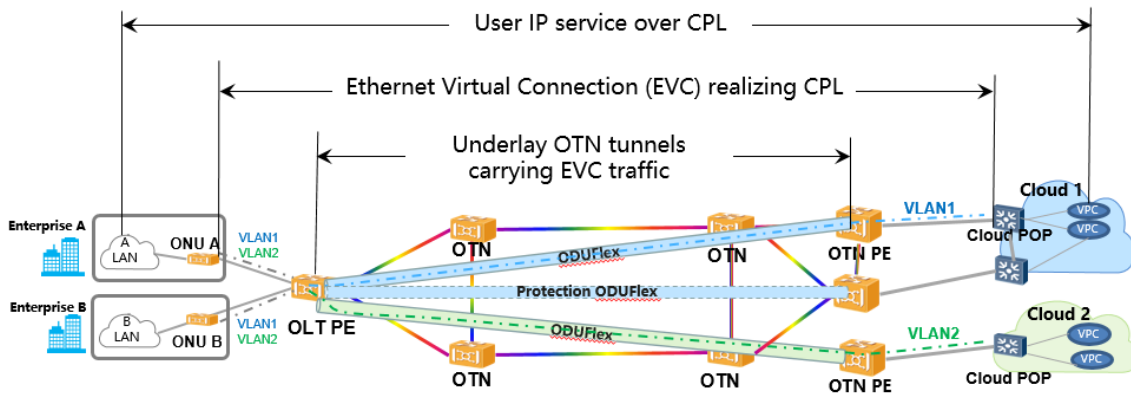 User IP service over CPL
Ethernet Virtual Connection (EVC) realizing CPL
Underlay OTN tunnels
carrying EVC traffic
Enterprise A
A
LAN
ONU A
VLAN1
VLAN2
Enterprise B
B
LAN
ONU B
VLAN1
VLAN2
OLT PE
OTN
OTN
ODUFlex
Protection ODUFlex
ODUFlex
OTN
OTN
OTN PE
OTN PE
VLAN1
VLAN2
Cloud 1
VPC
VPC
Cloud POP
Cloud 2
VPC
VPC
Cloud POP